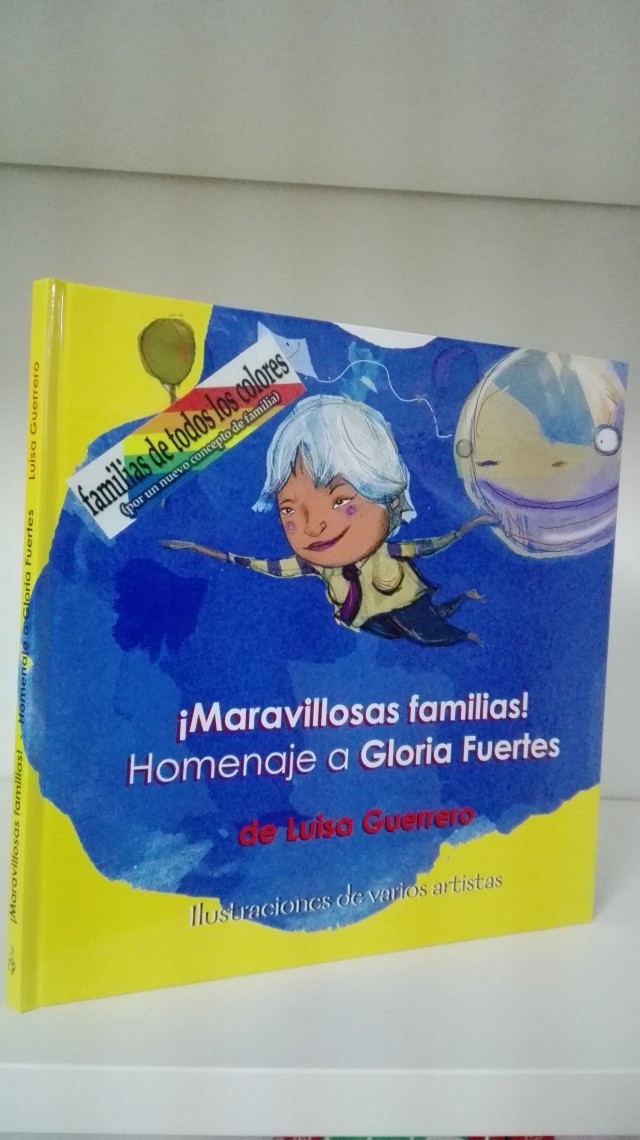 familias de todos los colores
(por un nuevo concepto de familia)
¡Maravillosas familias!
Homenaje a Gloria Fuertes
de Luisa Guerrero
Ilustraciones de varios artistas
¡Maravillosas familias! Homenaje a Gloria Fuertes Luisa Guerrero